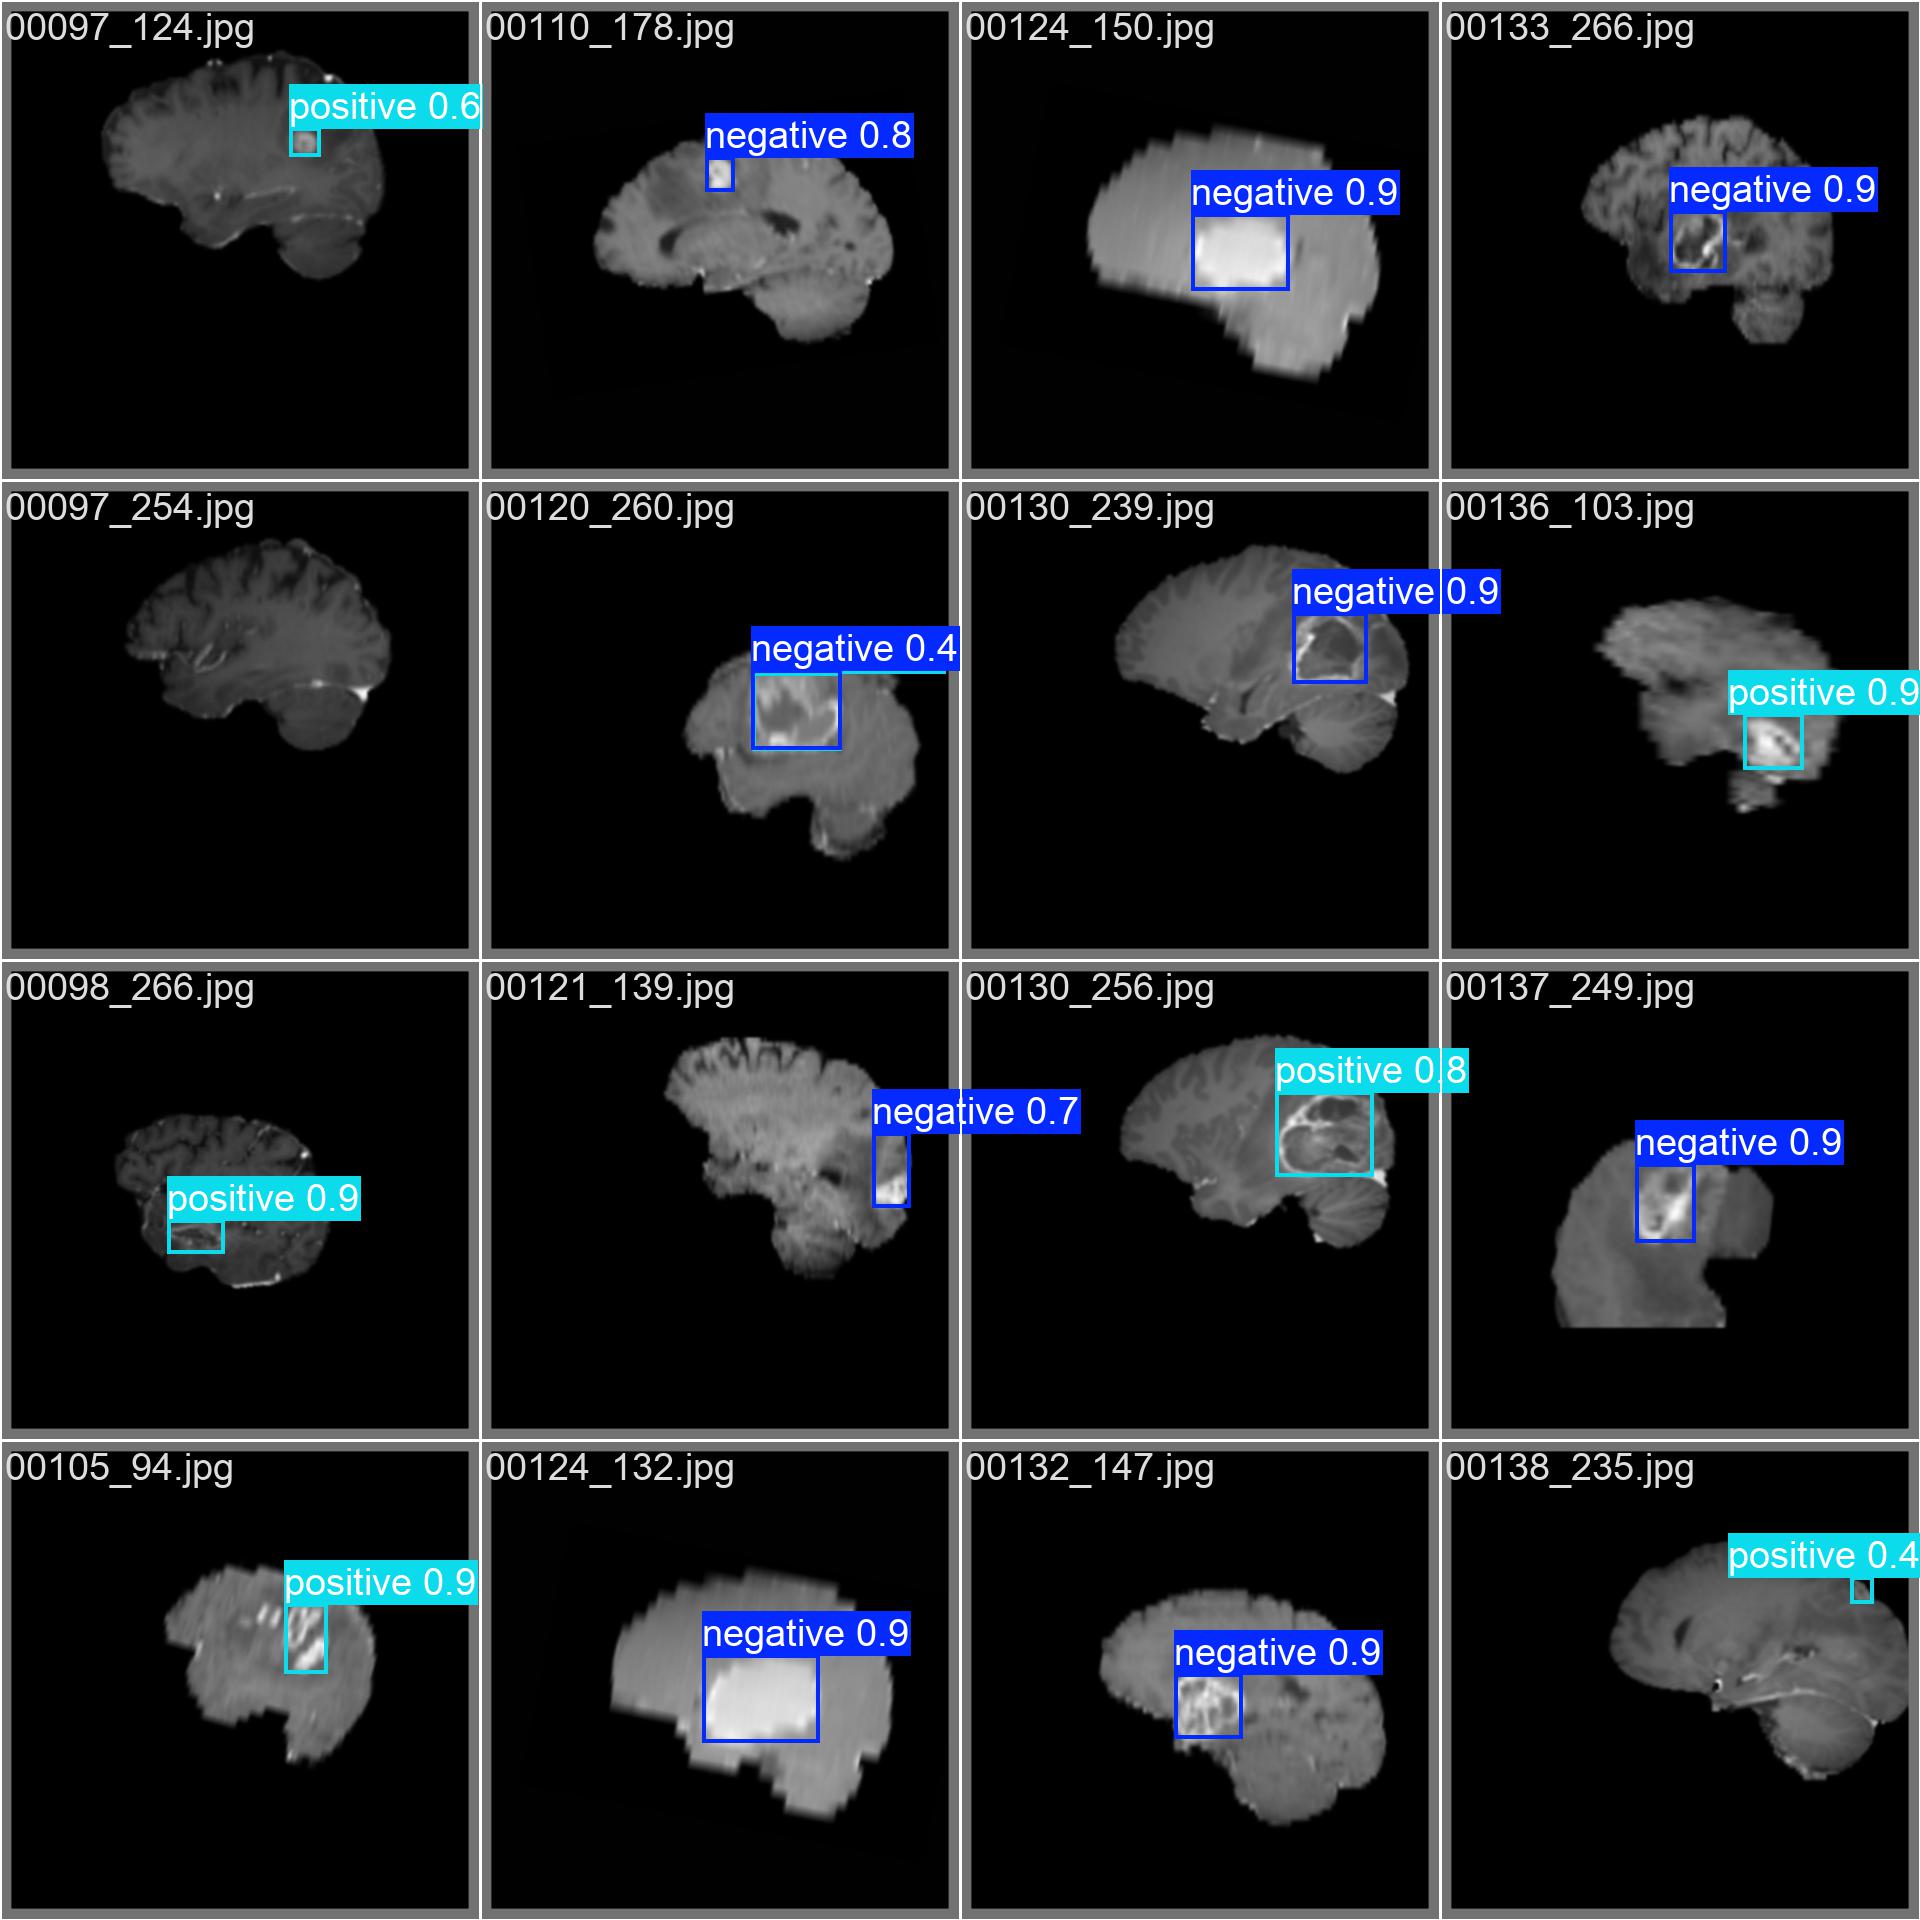 00097_124.jpg
positive 0.6
00110_178.jpg
negative 0.8
00124_150.jpg
negative 0.9
00133_266.jpg
negative 0.9
00097_254.jpg
00120_260.jpg
negative 0.4
00130_239.jpg
negative 0.9
00136_103.jpg
positive 0.9
00098_266.jpg
positive 0.9
00121_139.jpg
negative 0.7
00130_256.jpg
positive 0.8
00137_249.jpg
negative 0.9
00105_94.jpg
positive 0.9
00124_132.jpg
negative 0.9
00132_147.jpg
negative 0.9
00138_235.jpg
positive 0.4